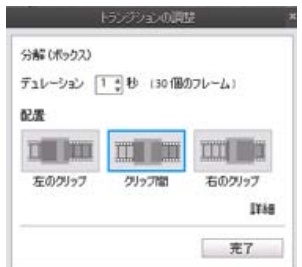 トランジションの調整
分解(ボックス)
デュレーション 1 秒 (30個のフレーム)
配置
左のクリップ クリップ間 右のクリップ
詳細
完了